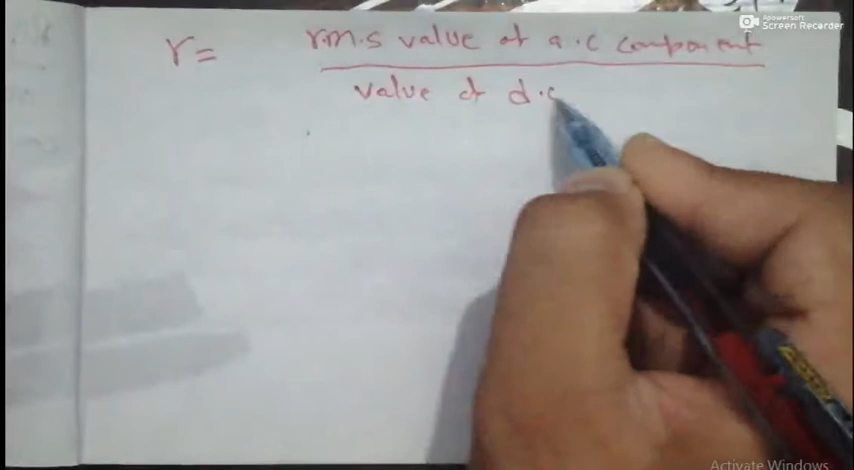 Apowersoft
Screen Recorder
r = r.m.s value of a.c component
value of d.c
Activate Windows